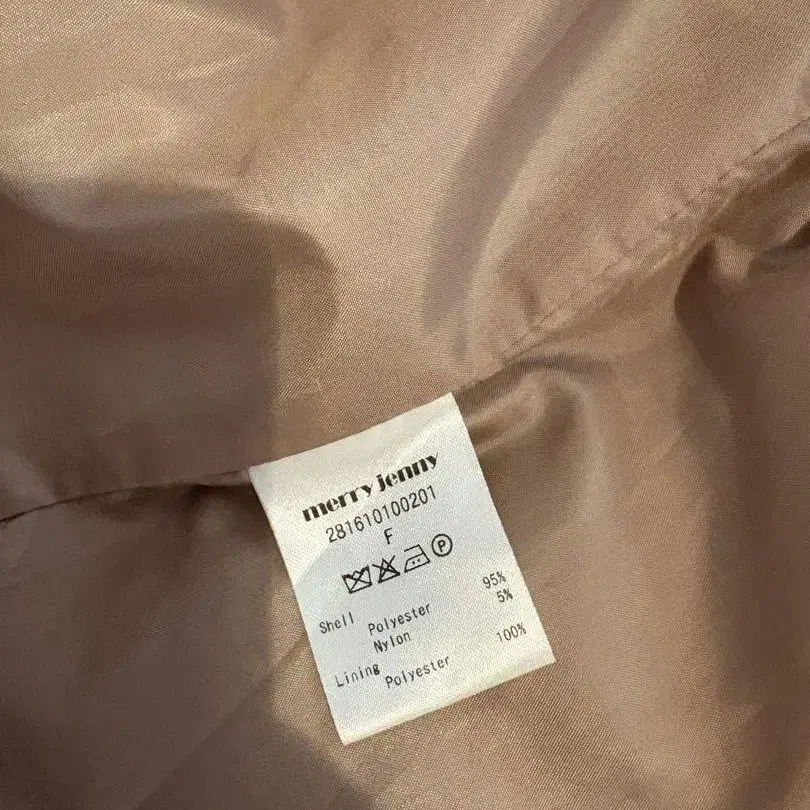 merry jenny
281610100201
F
P
Shell Polyester 95%
Nylon 5%
Lining Polyester 100%